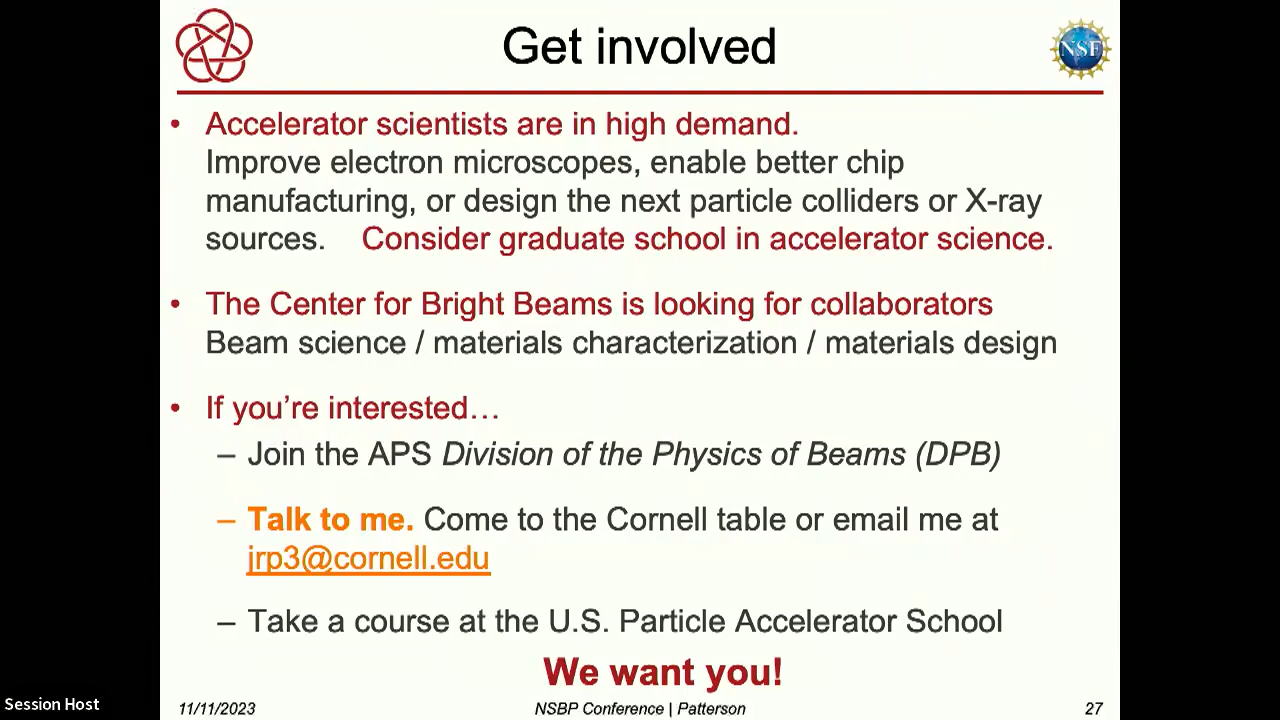 Get involved
NSF
• Accelerator scientists are in high demand.
Improve electron microscopes, enable better chip
manufacturing, or design the next particle colliders or X-ray
sources. Consider graduate school in accelerator science.
• The Center for Bright Beams is looking for collaborators
Beam science / materials characterization / materials design
• If you’re interested…
– Join the APS Division of the Physics of Beams (DPB)
– Talk to me. Come to the Cornell table or email me at
jrp3@cornell.edu
– Take a course at the U.S. Particle Accelerator School
We want you!
Session Host
11/11/2023
NSBP Conference | Patterson
27